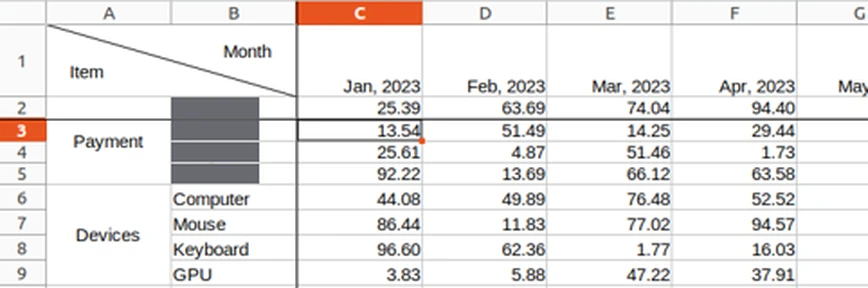 A B C D E F G
1 Item Month Jan, 2023 Feb, 2023 Mar, 2023 Apr, 2023 May
2 25.39 63.69 74.04 94.40
3 Payment 13.54 51.49 14.25 29.44
4 25.61 4.87 51.46 1.73
5 92.22 13.69 66.12 63.58
6 Computer 44.08 49.89 76.48 52.52
7 Devices Mouse 86.44 11.83 77.02 94.57
8 Keyboard 96.60 62.36 1.77 16.03
9 GPU 3.83 5.88 47.22 37.91